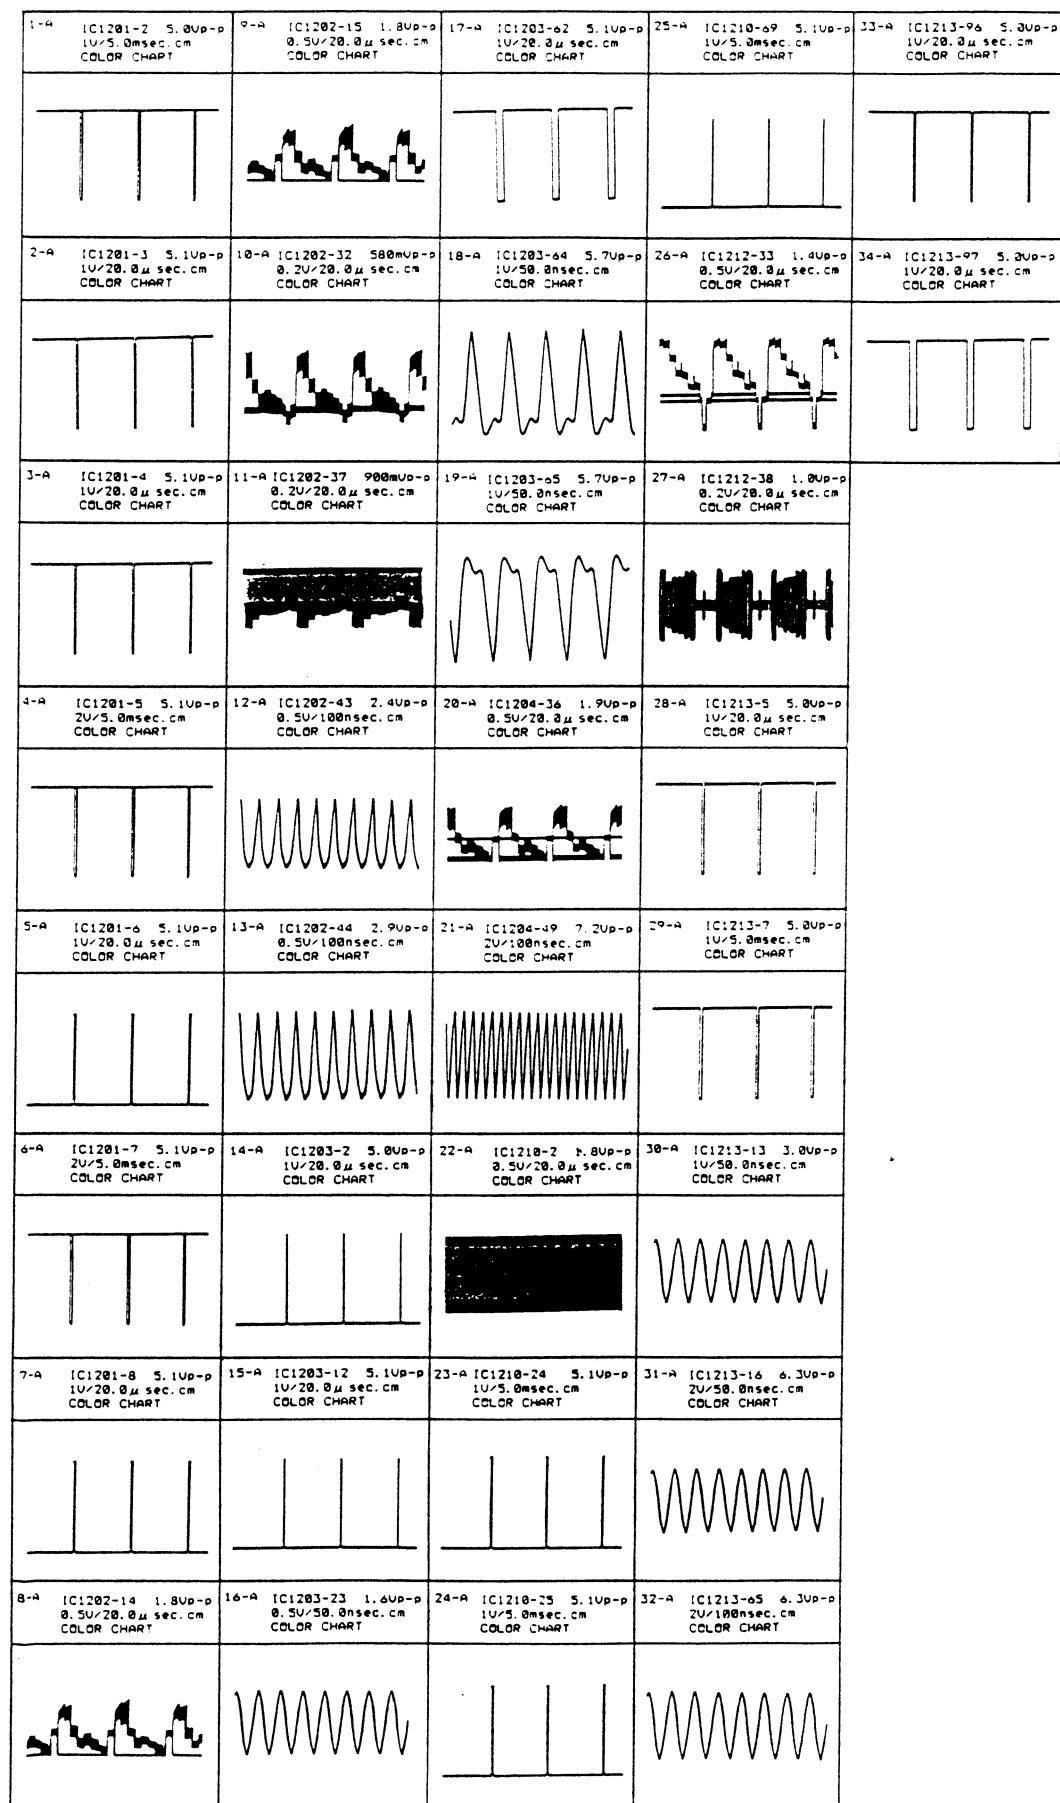 1-A IC1201-2 5.0Vp-p
1V/5.0msec.cm
COLOR CHART
2-A IC1201-3 5.1Vp-p
1V/20.0μ sec.cm
COLOR CHART
3-A IC1201-4 5.1Vp-p
1V/20.0μ sec.cm
COLOR CHART
4-A IC1201-5 5.1Vp-p
2V/5.0msec.cm
COLOR CHART
5-A IC1201-6 5.1Vp-p
1V/20.0μ sec.cm
COLOR CHART
6-A IC1201-7 5.1Vp-p
2V/5.0msec.cm
COLOR CHART
7-A IC1201-8 5.1Vp-p
1V/20.0μ sec.cm
COLOR CHART
8-A IC1202-14 1.8Vp-p
0.5V/20.0μ sec.cm
COLOR CHART
9-A IC1202-15 1.8Vp-p
0.5V/20.0μ sec.cm
COLOR CHART
10-A IC1202-32 580mVp-p
0.2V/20.0μ sec.cm
COLOR CHART
11-A IC1202-37 900mVp-p
0.2V/20.0μ sec.cm
COLOR CHART
12-A IC1202-43 2.4Vp-p
0.5V/100nsec.cm
COLOR CHART
13-A IC1202-44 2.9Vp-p
0.5V/100nsec.cm
COLOR CHART
14-A IC1203-2 5.0Vp-p
1V/20.0μ sec.cm
COLOR CHART
15-A IC1203-12 5.1Vp-p
1V/20.0μ sec.cm
COLOR CHART
16-A IC1203-23 1.6Vp-p
0.5V/50.0nsec.cm
COLOR CHART
17-A IC1203-62 5.1Vp-p
1V/20.0μ sec.cm
COLOR CHART
18-A IC1203-64 5.7Vp-p
1V/50.0nsec.cm
COLOR CHART
19-A IC1203-65 5.7Vp-p
1V/50.0nsec.cm
COLOR CHART
20-A IC1204-36 1.9Vp-p
0.5V/20.0μ sec.cm
COLOR CHART
21-A IC1204-49 7.2Vp-p
2V/100nsec.cm
COLOR CHART
22-A IC1210-2
0.5V/20.0μ sec.cm
COLOR CHART
23-A IC1210-24 5.1Vp-p
1V/5.0msec.cm
COLOR CHART
24-A IC1210-25 5.1Vp-p
1V/5.0msec.cm
COLOR CHART
25-A IC1210-69 5.1Vp-p
1V/5.0msec.cm
COLOR CHART
26-A IC1212-33 1.4Vp-p
0.5V/20.0μ sec.cm
COLOR CHART
27-A IC1212-38 1.0Vp-p
0.2V/20.0μ sec.cm
COLOR CHART
28-A IC1213-5 5.0Vp-p
1V/20.0μ sec.cm
COLOR CHART
29-A IC1213-7 5.0Vp-p
1V/5.0msec.cm
COLOR CHART
30-A IC1213-13 3.0Vp-p
1V/50.0nsec.cm
COLOR CHART
31-A IC1213-16 6.3Vp-p
2V/50.0nsec.cm
COLOR CHART
32-A IC1213-65 6.3Vp-p
2V/100nsec.cm
COLOR CHART
33-A IC1213-96 5.0Vp-p
1V/20.0μ sec.cm
COLOR CHART
34-A IC1213-97 5.0Vp-p
1V/20.0μ sec.cm
COLOR CHART